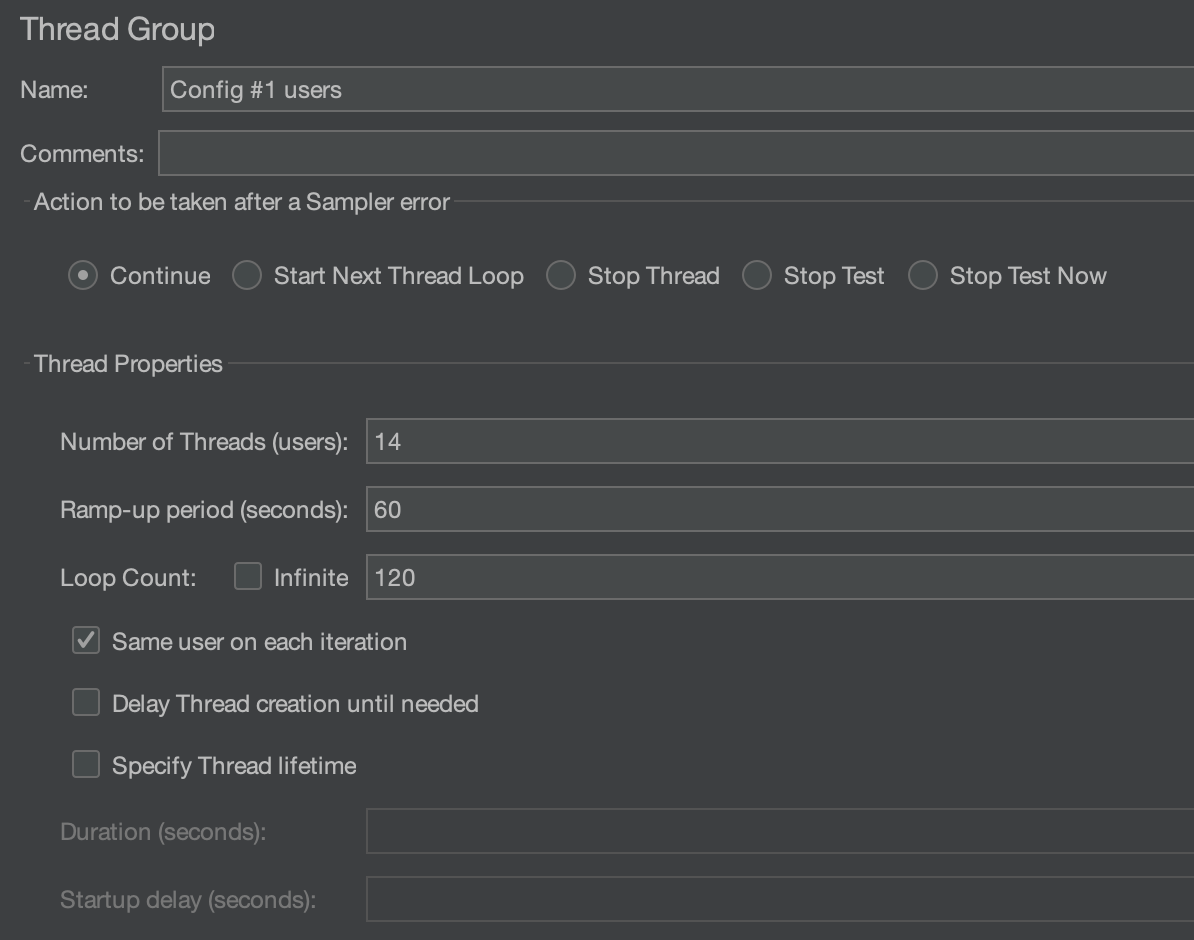 Thread Group
Name: Config #1 users
Comments:
Action to be taken after a Sampler error
Continue Start Next Thread Loop Stop Thread Stop Test Stop Test Now
Thread Properties
Number of Threads (users): 14
Ramp-up period (seconds): 60
Loop Count: Infinite 120
Same user on each iteration
Delay Thread creation until needed
Specify Thread lifetime
Duration (seconds):
Startup delay (seconds):